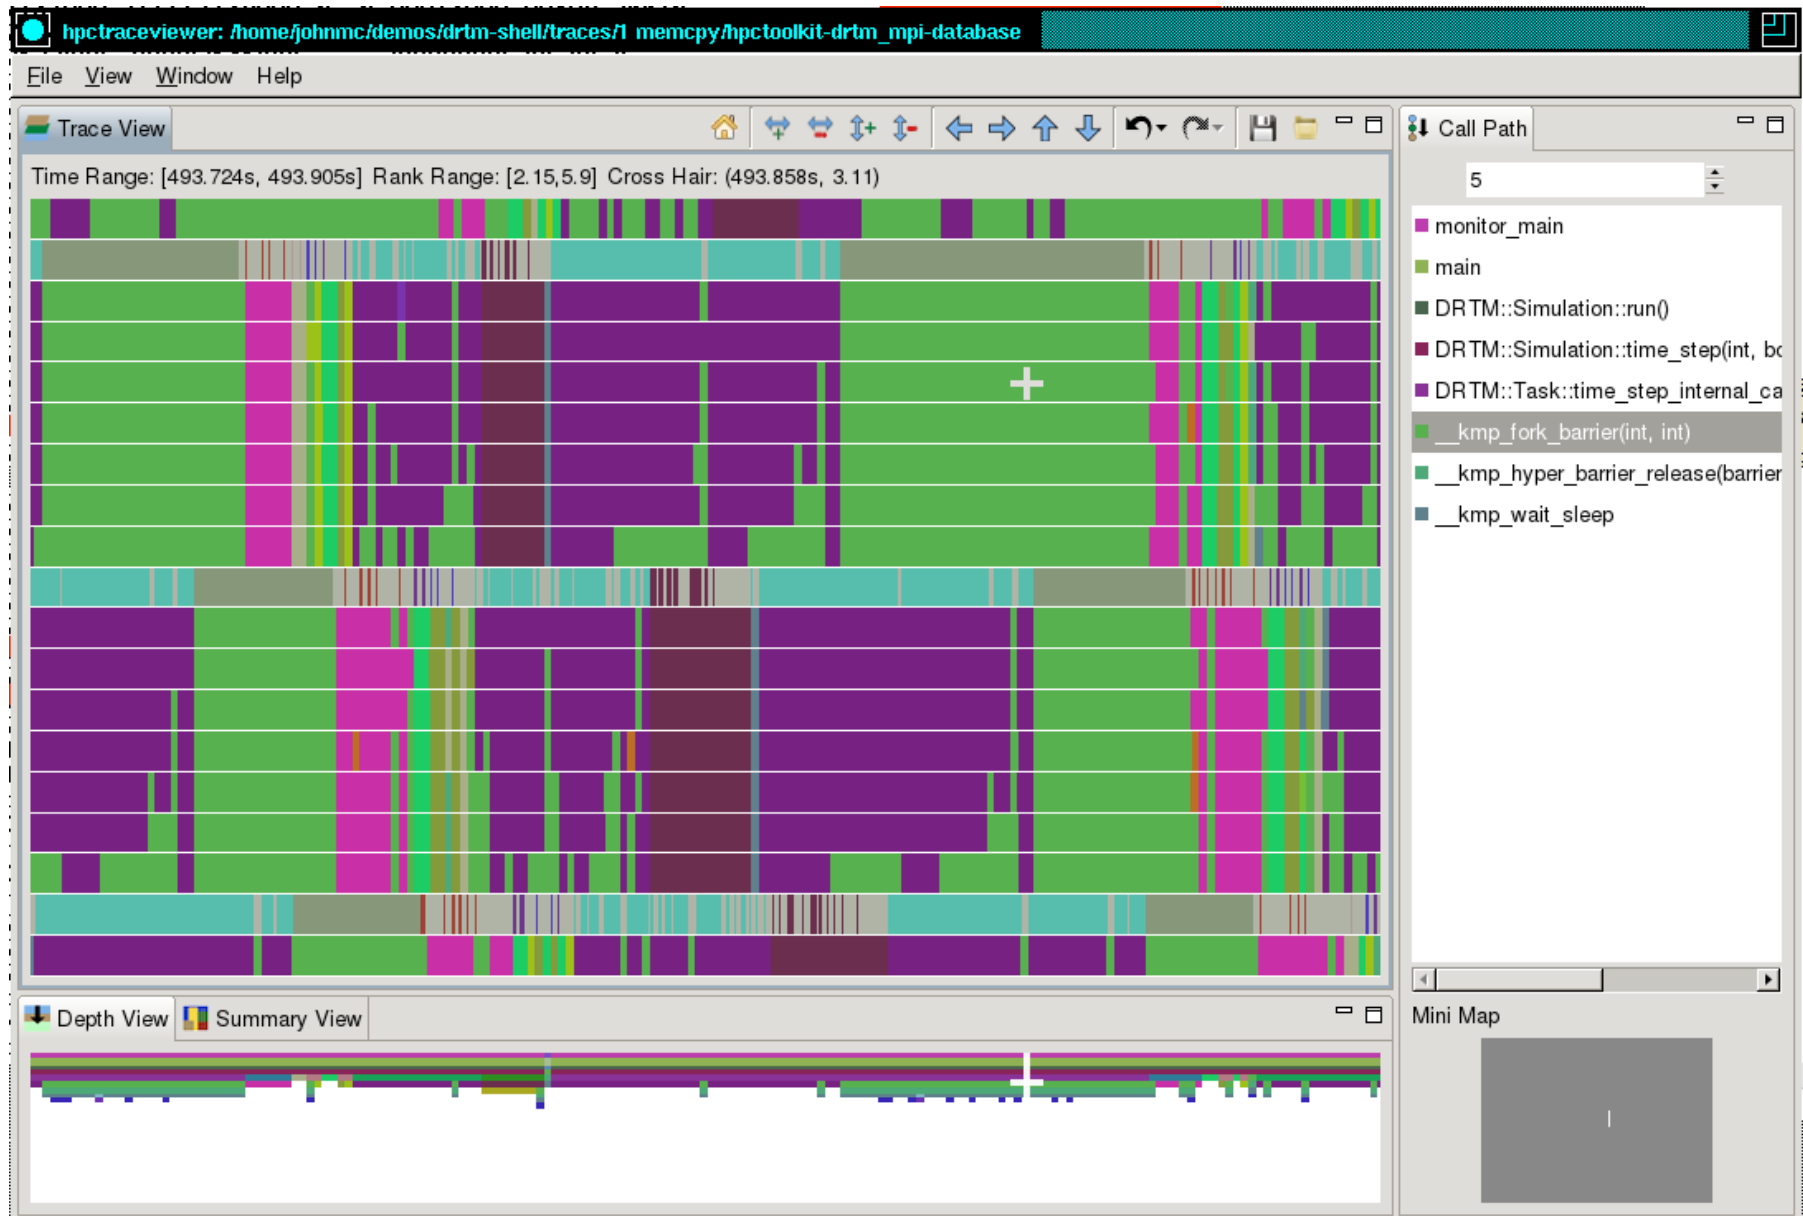 hpctraceviewer: /home/johnmc/demos/drtm-shell/traces/1 memcpy/hpctoolkit-drtm_mpi-database
File View Window Help
Trace View
Time Range: [493.724s, 493.905s] Rank Range: [2.15,5.9] Cross Hair: (493.858s, 3.11)
Call Path
5
monitor_main
main
DRTM::Simulation::run()
DRTM::Simulation::time_step(int, bo
DRTM::Task::time_step_internal_ca
__kmp_fork_barrier(int, int)
__kmp_hyper_barrier_release(barrier
__kmp_wait_sleep
Depth View
Summary View
Mini Map